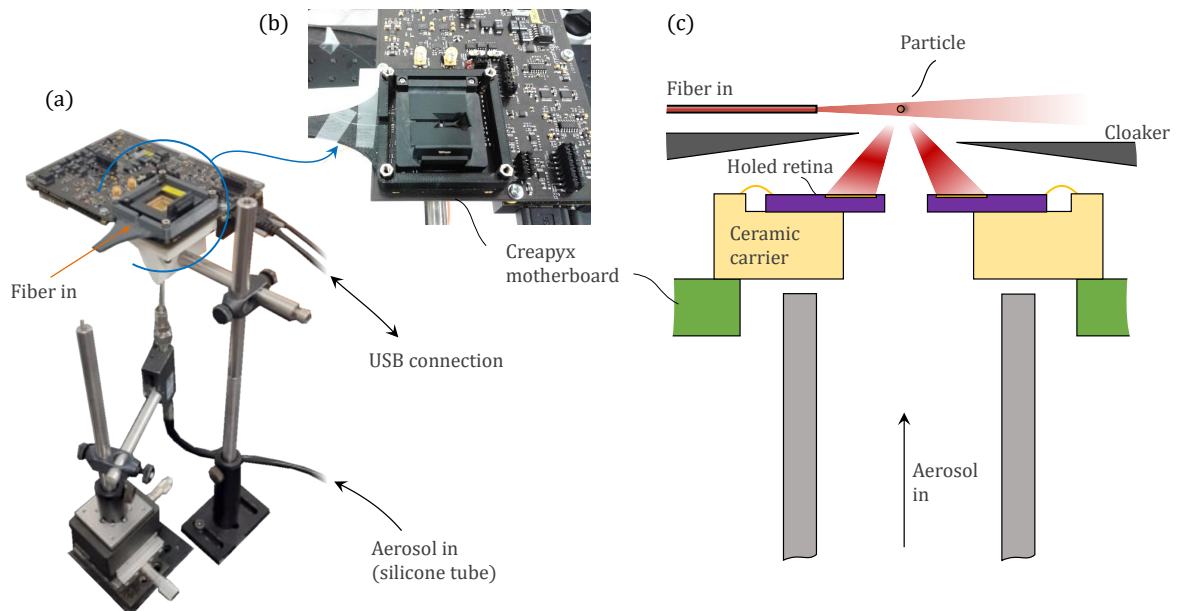 (a)
Fiber in
(b)
Creapyx
motherboard
USB connection
Aerosol in
(silicone tube)
(c)
Particle
Fiber in
Cloaker
Holed retina
Ceramic
carrier
Aerosol
in